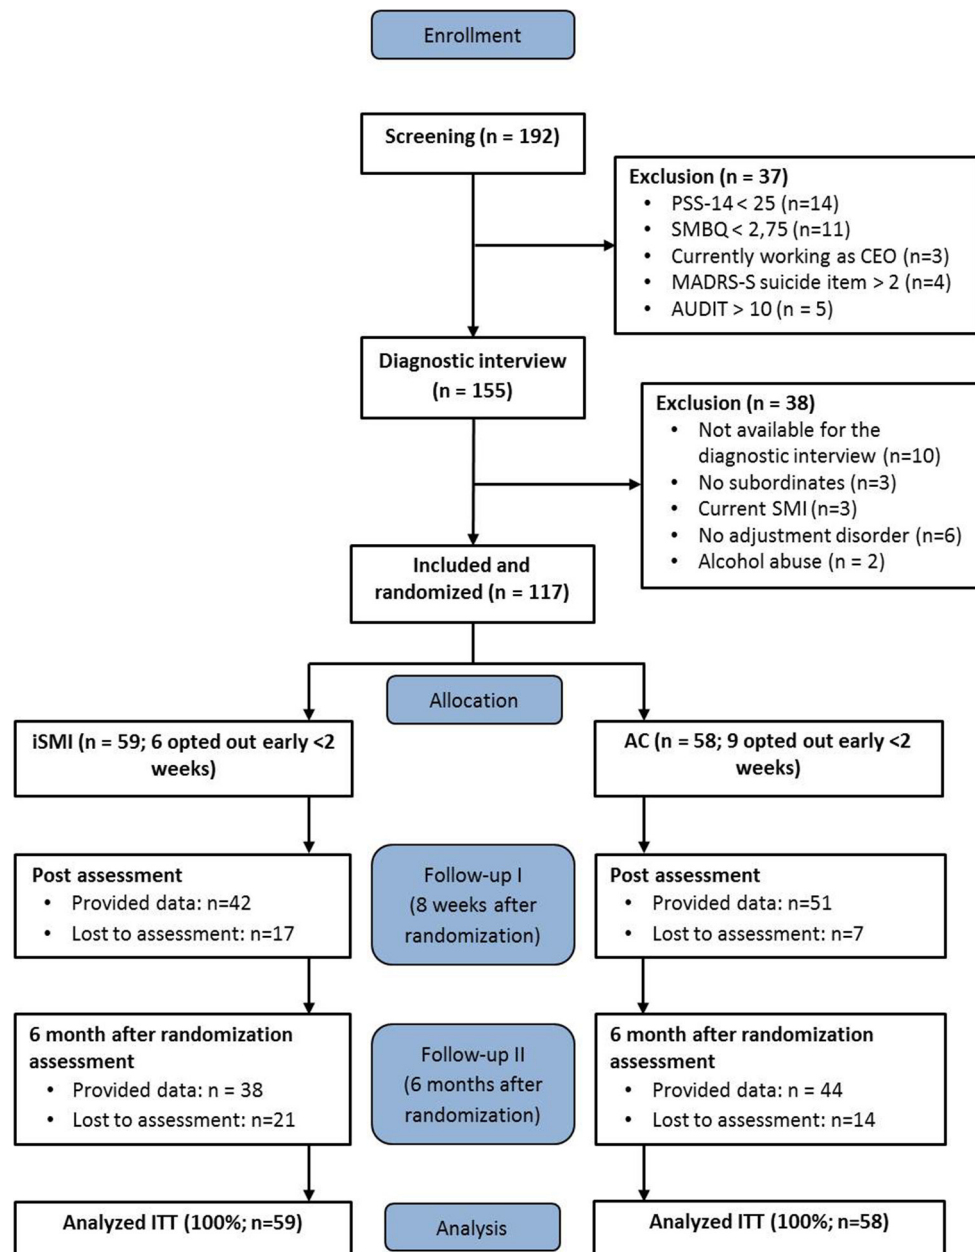 Enrollment
Screening (n = 192)
Exclusion (n = 37)
• PSS-14 < 25 (n=14)
• SMBQ < 2,75 (n=11)
• Currently working as CEO (n=3)
• MADRS-S suicide item > 2 (n=4)
• AUDIT > 10 (n = 5)
Diagnostic interview
(n = 155)
Exclusion (n = 38)
• Not available for the
diagnostic interview (n=10)
• No subordinates (n=3)
• Current SMI (n=3)
• No adjustment disorder (n=6)
• Alcohol abuse (n = 2)
Included and
randomized (n = 117)
Allocation
iSMI (n = 59; 6 opted out early <2
weeks)
AC (n = 58; 9 opted out early <2
weeks)
Post assessment
• Provided data: n=42
• Lost to assessment: n=17
Follow-up I
(8 weeks after
randomization)
Post assessment
• Provided data: n=51
• Lost to assessment: n=7
6 month after randomization
assessment
• Provided data: n = 38
• Lost to assessment: n=21
Follow-up II
(6 months after
randomization)
6 month after randomization
assessment
• Provided data: n = 44
• Lost to assessment: n=14
Analyzed ITT (100%; n=59)
Analysis
Analyzed ITT (100%; n=58)